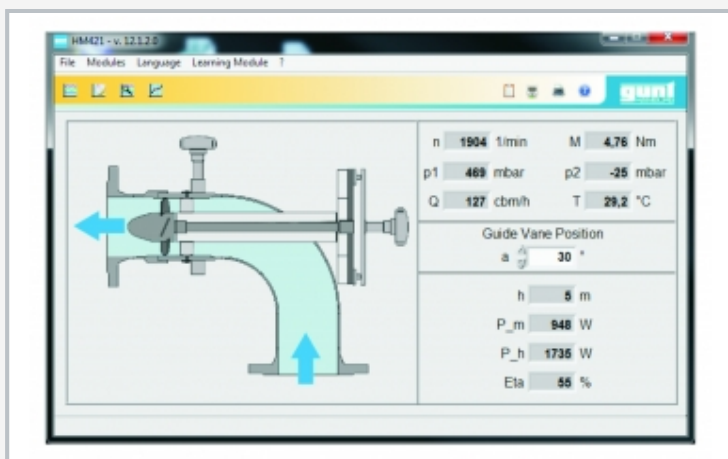 HM421 - v. 12.1.2.0
File Modules Language Learning Module ?
gunt
n 1904 1/min M 4,76 Nm
p1 469 mbar p2 -25 mbar
Q 127 cbm/h T 29,2 °C
Guide Vane Position
a 30 °
h 5 m
P_m 948 W
P_h 1735 W
Eta 55 %